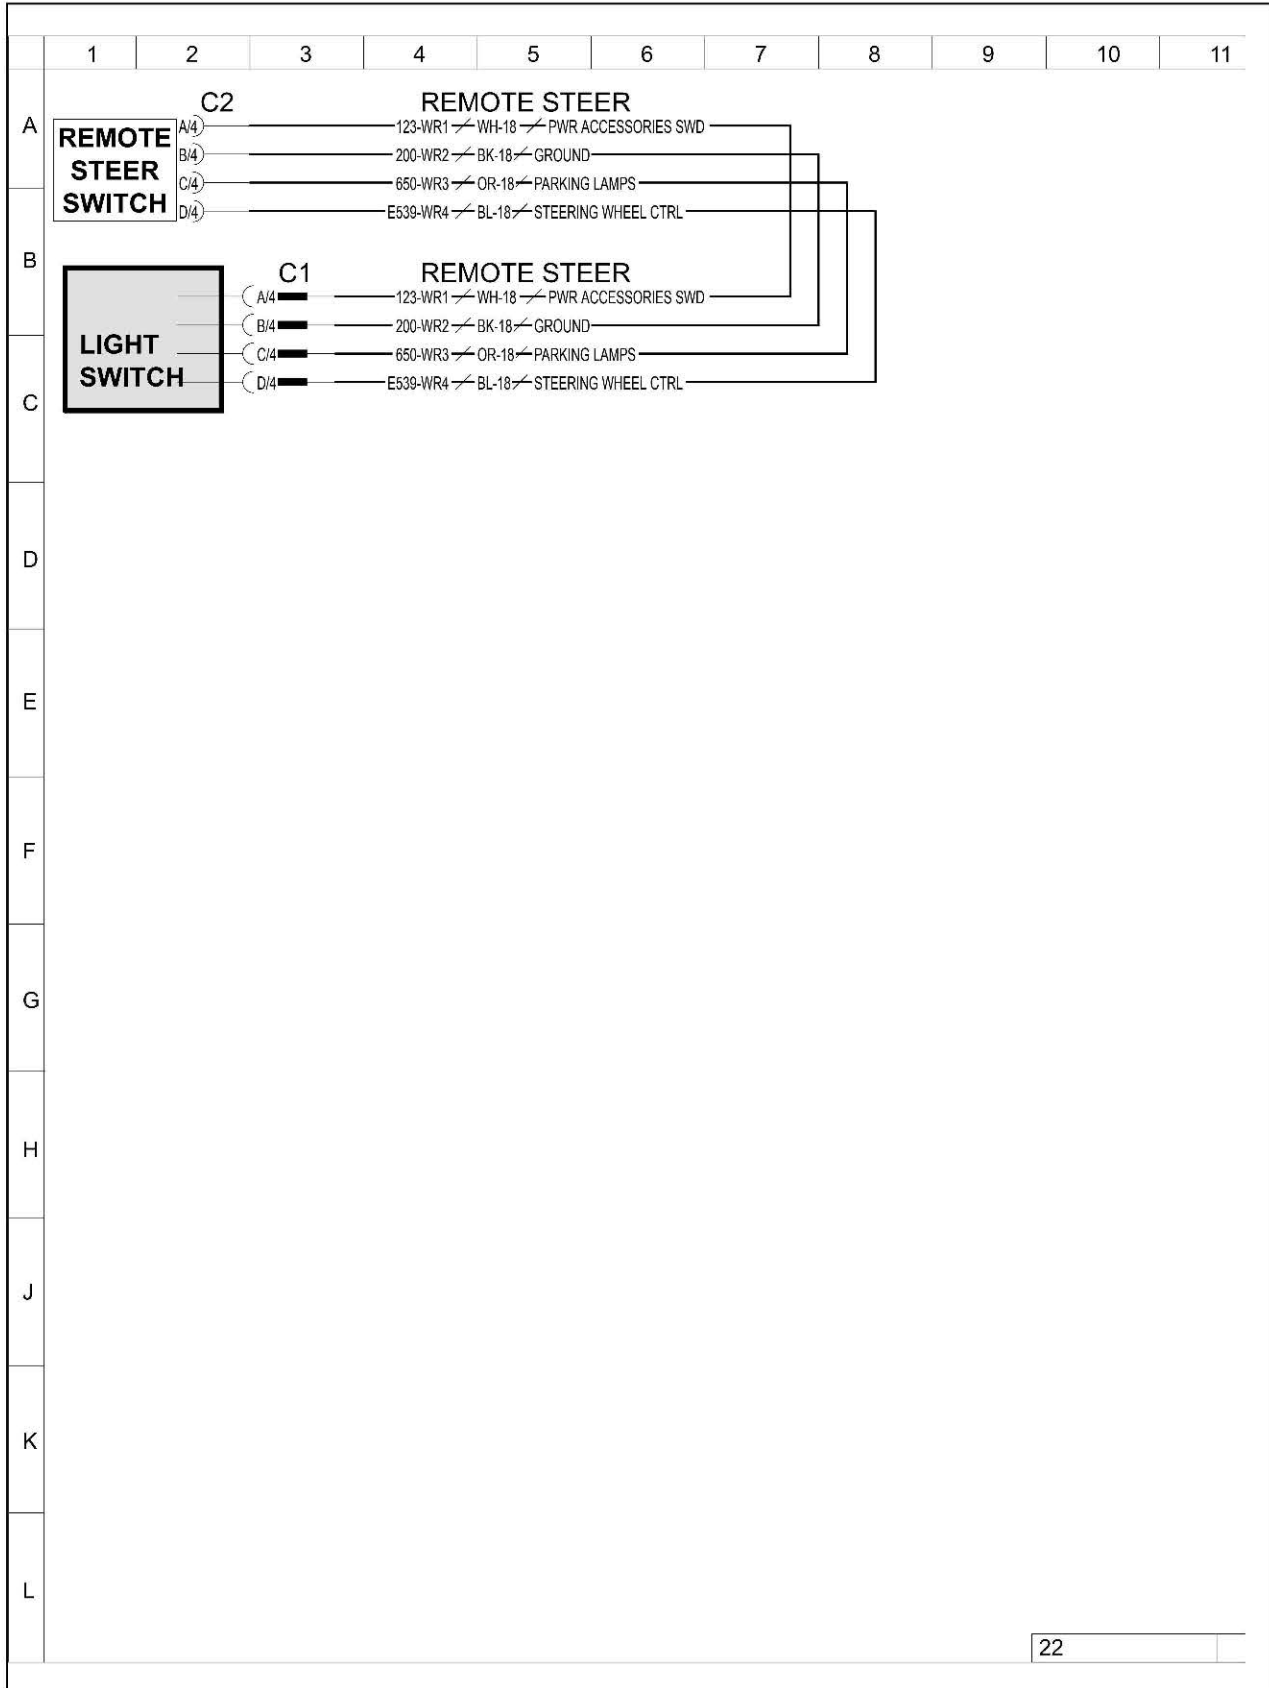 1 2 3 4 5 6 7 8 9 10 11
A
C2 REMOTE STEER
REMOTE STEER SWITCH
A/4 123-WR1 WH-18 PWR ACCESSORIES SWD
B/4 200-WR2 BK-18 GROUND
C/4 650-WR3 OR-18 PARKING LAMPS
D/4 E539-WR4 BL-18 STEERING WHEEL CTRL
B
C1 REMOTE STEER
LIGHT SWITCH
A/4 123-WR1 WH-18 PWR ACCESSORIES SWD
B/4 200-WR2 BK-18 GROUND
C/4 650-WR3 OR-18 PARKING LAMPS
D/4 E539-WR4 BL-18 STEERING WHEEL CTRL
C
D
E
F
G
H
J
K
L
22